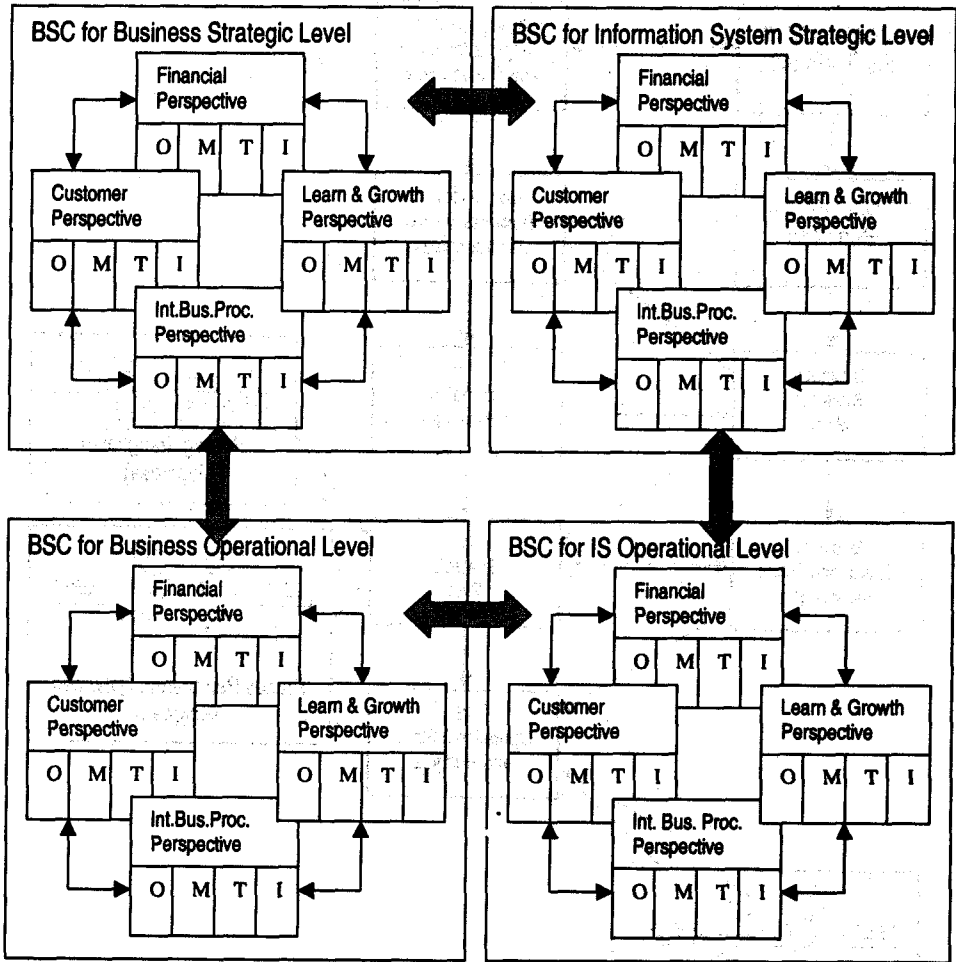 BSC for Business Strategic Level
Financial
Perspective
O M T I
Customer
Perspective
O M T I
Learn & Growth
Perspective
O M T I
Int.Bus.Proc.
Perspective
O M T I
BSC for Information System Strategic Level
Financial
Perspective
O M T I
Customer
Perspective
O M T I
Learn & Growth
Perspective
O M T I
Int.Bus.Proc.
Perspective
O M T I
BSC for Business Operational Level
Financial
Perspective
O M T I
Customer
Perspective
O M T I
Learn & Growth
Perspective
O M T I
Int.Bus.Proc.
Perspective
O M T I
BSC for IS Operational Level
Financial
Perspective
O M T I
Customer
Perspective
O M T I
Learn & Growth
Perspective
O M T I
Int. Bus. Proc.
Perspective
O M T I